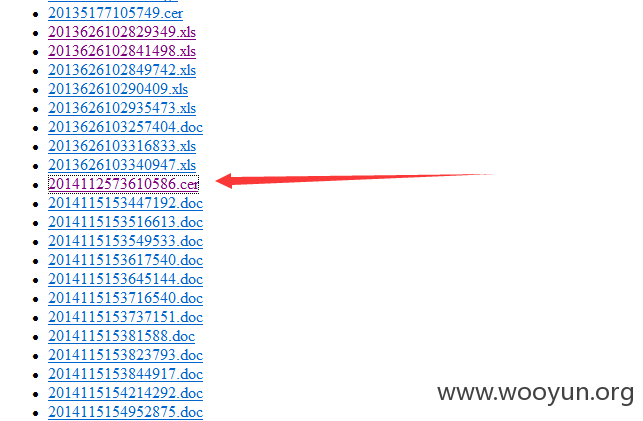 20135177105749.cer
2013626102829349.xls
2013626102841498.xls
2013626102849742.xls
201362610290409.xls
2013626102935473.xls
2013626103257404.doc
2013626103316833.xls
2013626103340947.xls
2014112573610586.cer
2014115153447192.doc
2014115153516613.doc
2014115153549533.doc
2014115153617540.doc
2014115153645144.doc
2014115153716540.doc
2014115153737151.doc
201411515381588.doc
2014115153823793.doc
2014115153844917.doc
2014115154214292.doc
2014115154952875.doc
www.wooyun.org